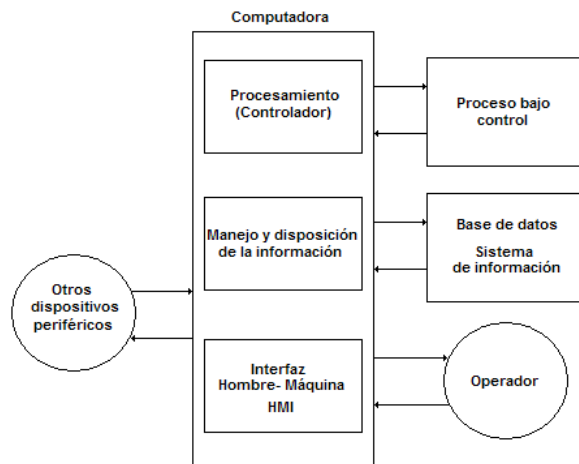 Computadora
Procesamiento
(Controlador)
Proceso bajo
control
Manejo y disposición
de la información
Base de datos
Sistema
de información
Otros
dispositivos
periféricos
Interfaz
Hombre- Máquina
HMI
Operador